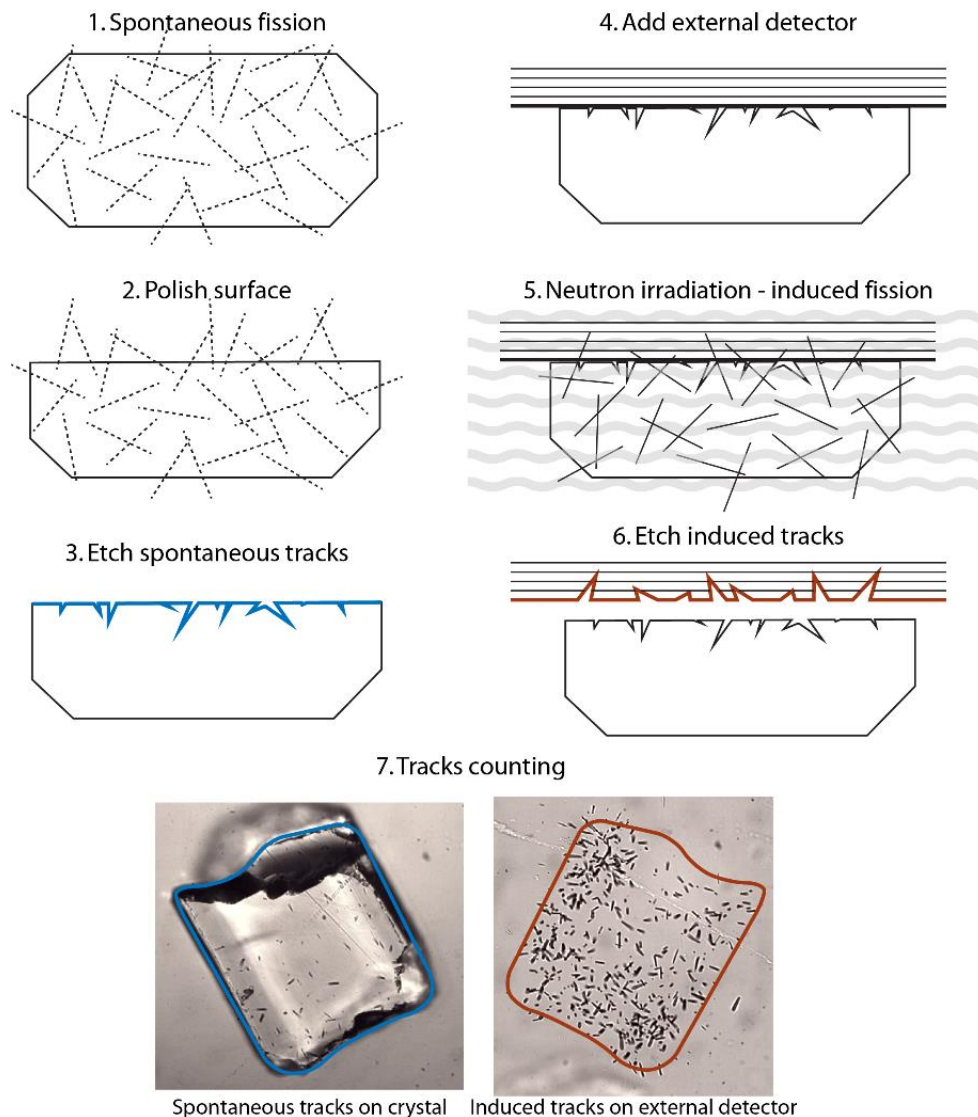 1. Spontaneous fission
2. Polish surface
3. Etch spontaneous tracks
4. Add external detector
5. Neutron irradiation - induced fission
6. Etch induced tracks
7. Tracks counting
Spontaneous tracks on crystal
Induced tracks on external detector